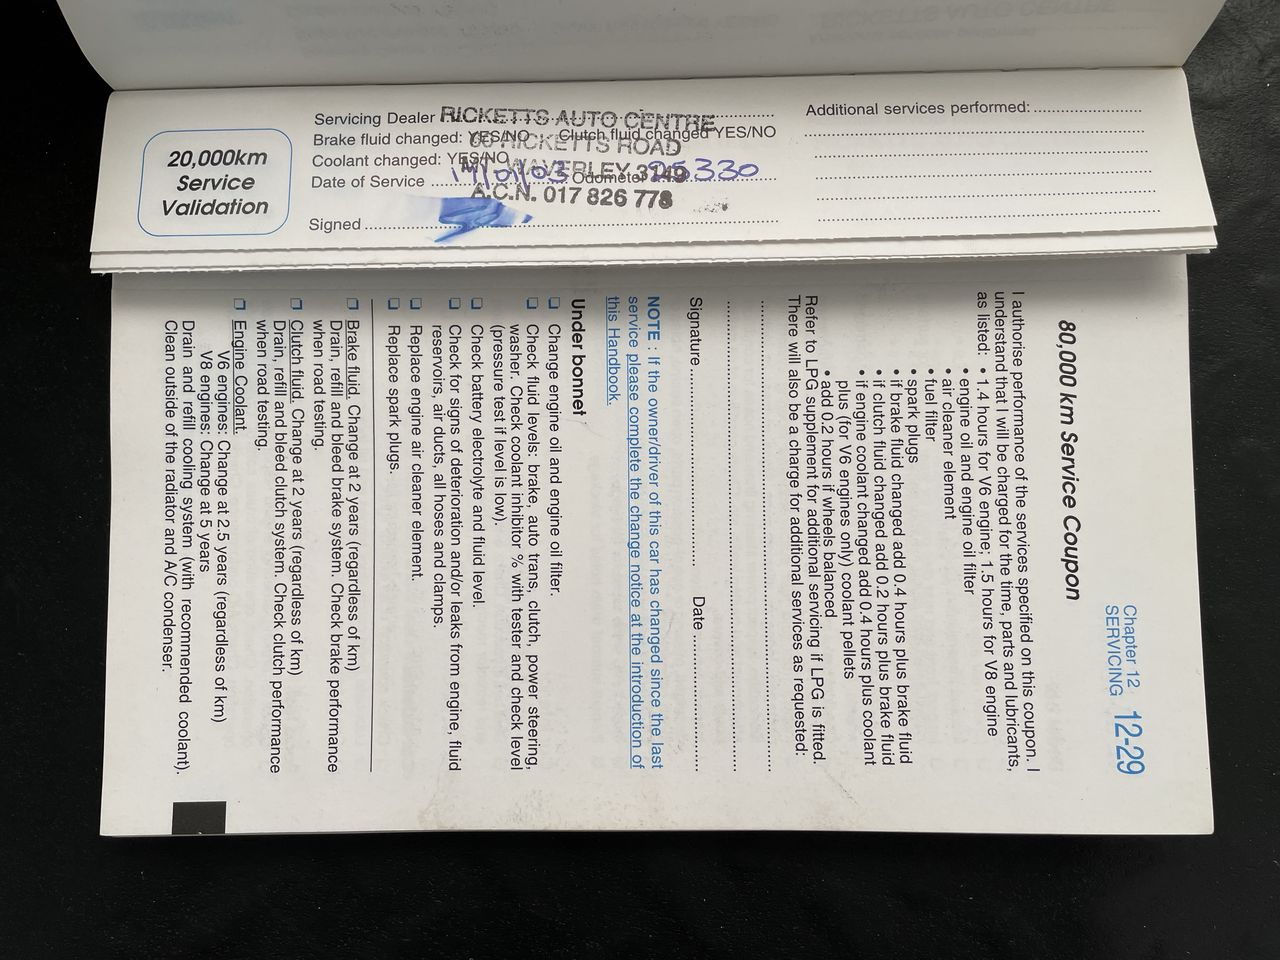 20,000km
Service
Validation
Servicing Dealer RICKETTS AUTO CENTRE
Brake fluid changed: YES/NO Clutch fluid changed YES/NO
RICKETTS ROAD
Coolant changed: YES/NO
WAVERLEY 3149
Date of Service /01/03 Odometer 25330
A.C.N. 017 826 778
Signed
Additional services performed:
Chapter 12
SERVICING 12-29
80,000 km Service Coupon
I authorise performance of the services specified on this coupon. I
understand that I will be charged for the time, parts and lubricants,
as listed: • 1.4 hours for V6 engine; 1.5 hours for V8 engine
• engine oil and engine oil filter
• air cleaner element
• fuel filter
• spark plugs
• if brake fluid changed add 0.4 hours plus brake fluid
• if clutch fluid changed add 0.2 hours plus brake fluid
• if engine coolant changed add 0.4 hours plus coolant
plus (for V6 engines only) coolant pellets
• add 0.2 hours if wheels balanced
Refer to LPG supplement for additional servicing if LPG is fitted.
There will also be a charge for additional services as requested:
Signature Date
NOTE : If the owner/driver of this car has changed since the last
service please complete the change notice at the introduction of
this Handbook.
Under bonnet
❑ Change engine oil and engine oil filter.
❑ Check fluid levels: brake, auto trans, clutch, power steering,
washer. Check coolant inhibitor % with tester and check level
(pressure test if level is low).
❑ Check battery electrolyte and fluid level.
❑ Check for signs of deterioration and/or leaks from engine, fluid
reservoirs, air ducts, all hoses and clamps.
❑ Replace engine air cleaner element.
❑ Replace spark plugs.
❑ Brake fluid. Change at 2 years (regardless of km)
Drain, refill and bleed brake system. Check brake performance
when road testing.
❑ Clutch fluid. Change at 2 years (regardless of km)
Drain, refill and bleed clutch system. Check clutch performance
when road testing.
❑ Engine Coolant.
V6 engines: Change at 2.5 years (regardless of km)
V8 engines: Change at 5 years
Drain and refill cooling system (with recommended coolant).
Clean outside of the radiator and A/C condenser.